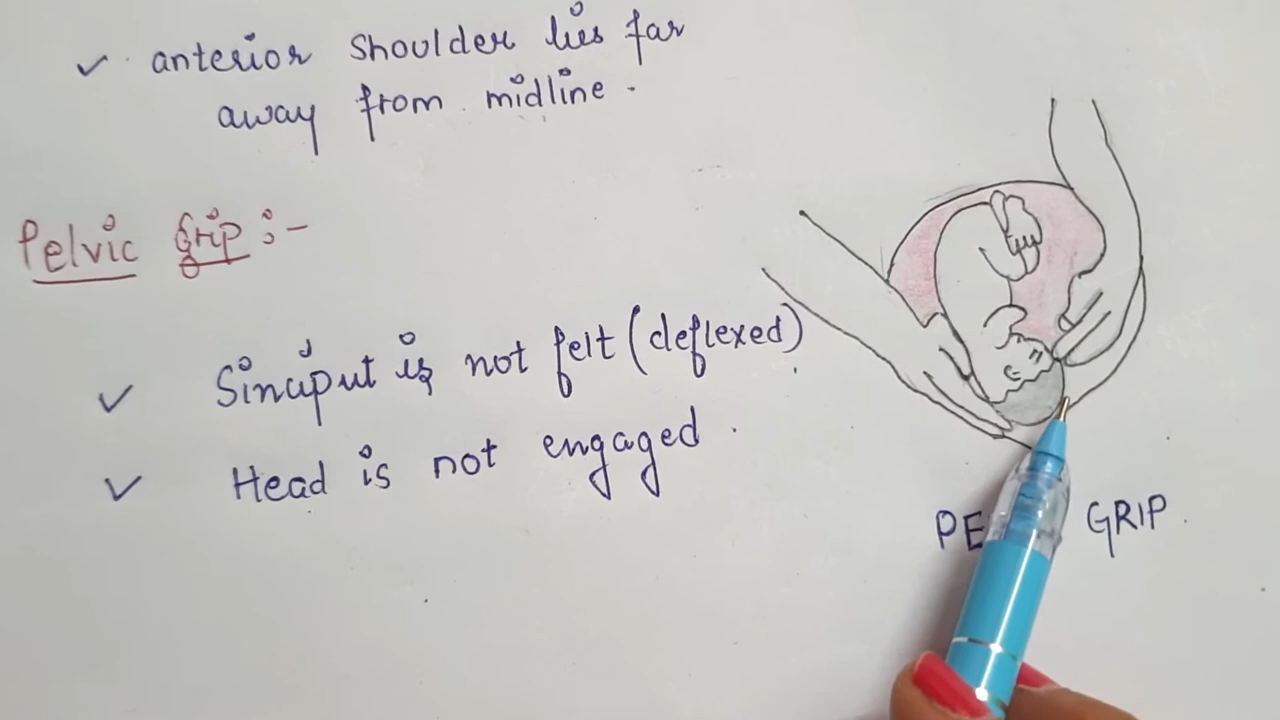 ✓ anterior shoulder lies far
away from midline.
Pelvic Grip :-
✓ Sinciput is not felt (deflexed)
✓ Head is not engaged.
GRIP